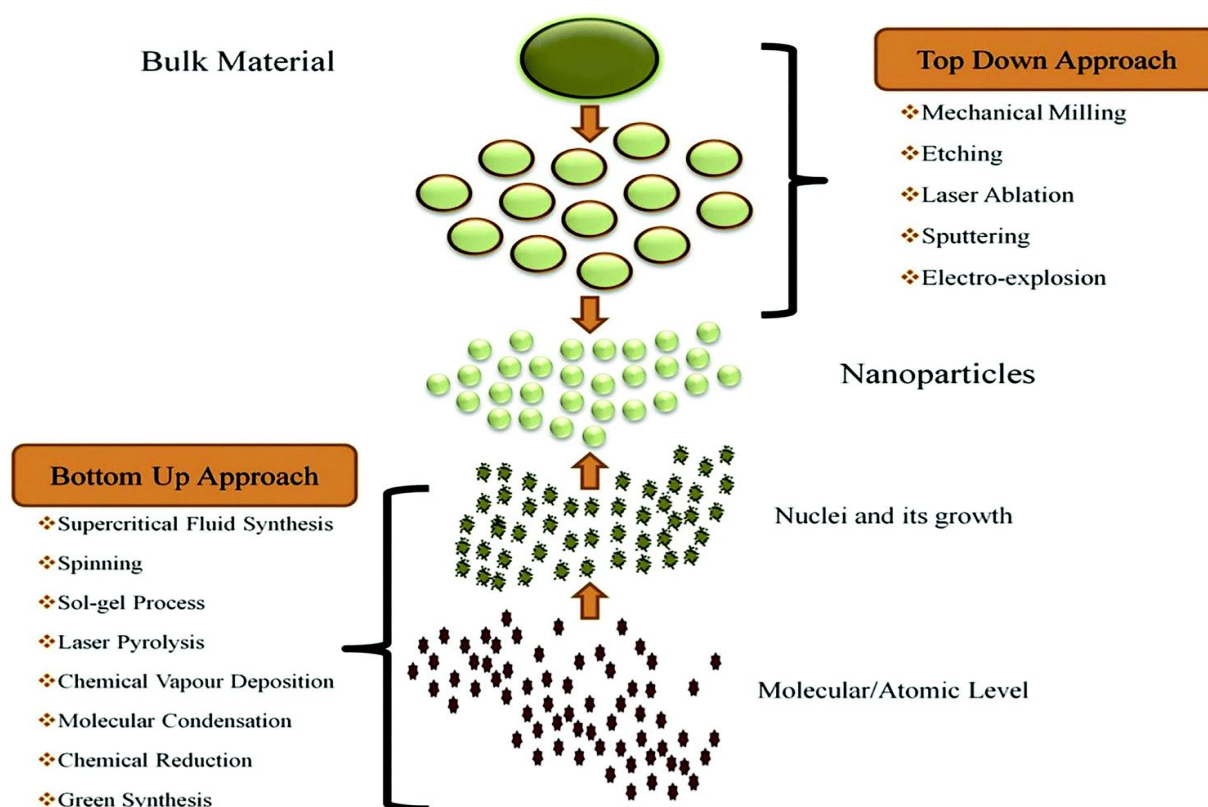 Bulk Material
Top Down Approach
❖Mechanical Milling
❖Etching
❖Laser Ablation
❖Sputtering
❖Electro-explosion
Nanoparticles
Bottom Up Approach
❖Supercritical Fluid Synthesis
❖Spinning
❖Sol-gel Process
❖Laser Pyrolysis
❖Chemical Vapour Deposition
❖Molecular Condensation
❖Chemical Reduction
❖Green Synthesis
Nuclei and its growth
Molecular/Atomic Level